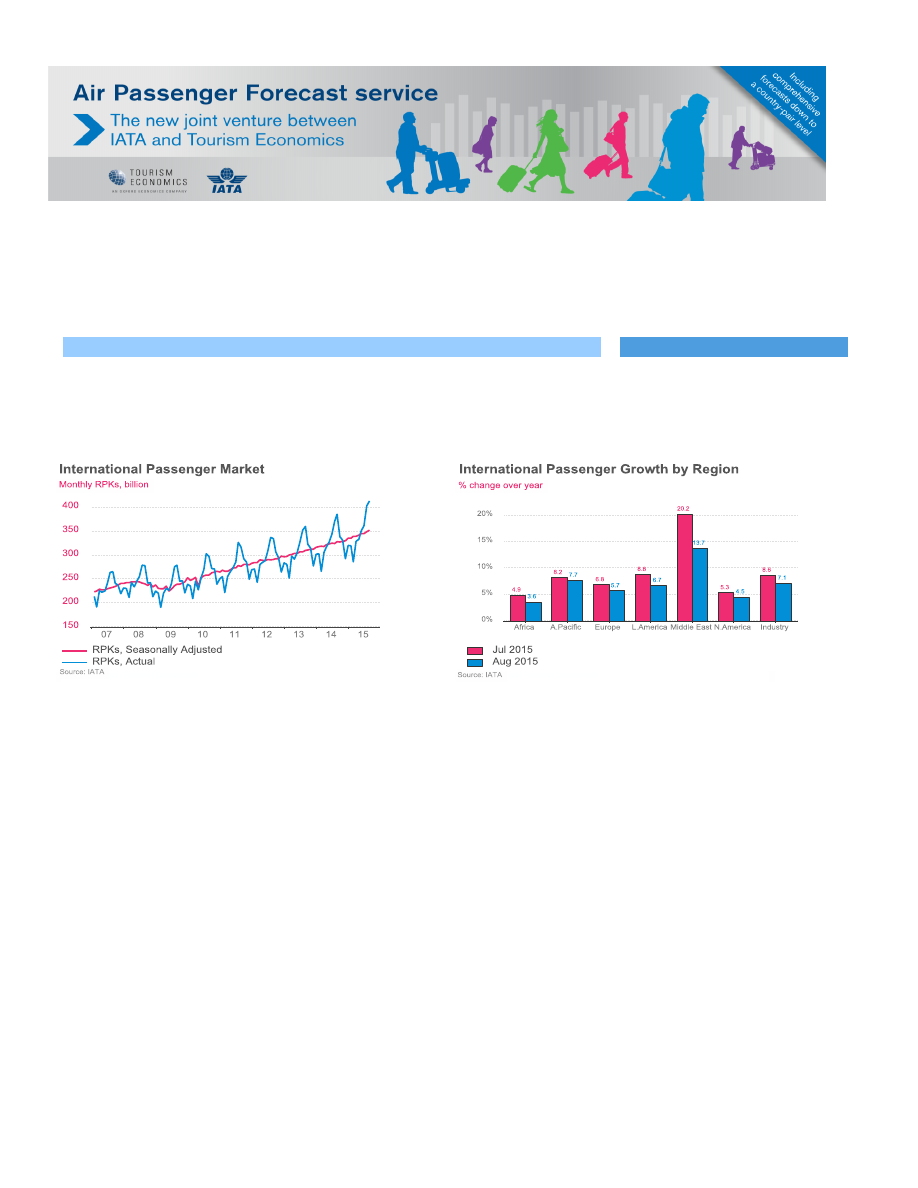 Air Passenger Forecast service
The new joint venture between
IATA and Tourism Economics
Including
comprehensive
forecasts down to
a country-pair level
TOURISM
ECONOMICS
AN OXFORD ECONOMICS COMPANY
IATA
International Passenger Market
Monthly RPKs, billion
400
350
300
250
200
150
07 08 09 10 11 12 13 14 15
RPKs, Seasonally Adjusted
RPKs, Actual
Source: IATA
International Passenger Growth by Region
% change over year
20%
15%
10%
5%
0%
4.9 3.6 8.2 7.7 6.8 5.7 8.8 6.7 20.2 13.7 5.3 4.5 8.6 7.1
Africa A.Pacific Europe L.America Middle East N.America Industry
Jul 2015
Aug 2015
Source: IATA